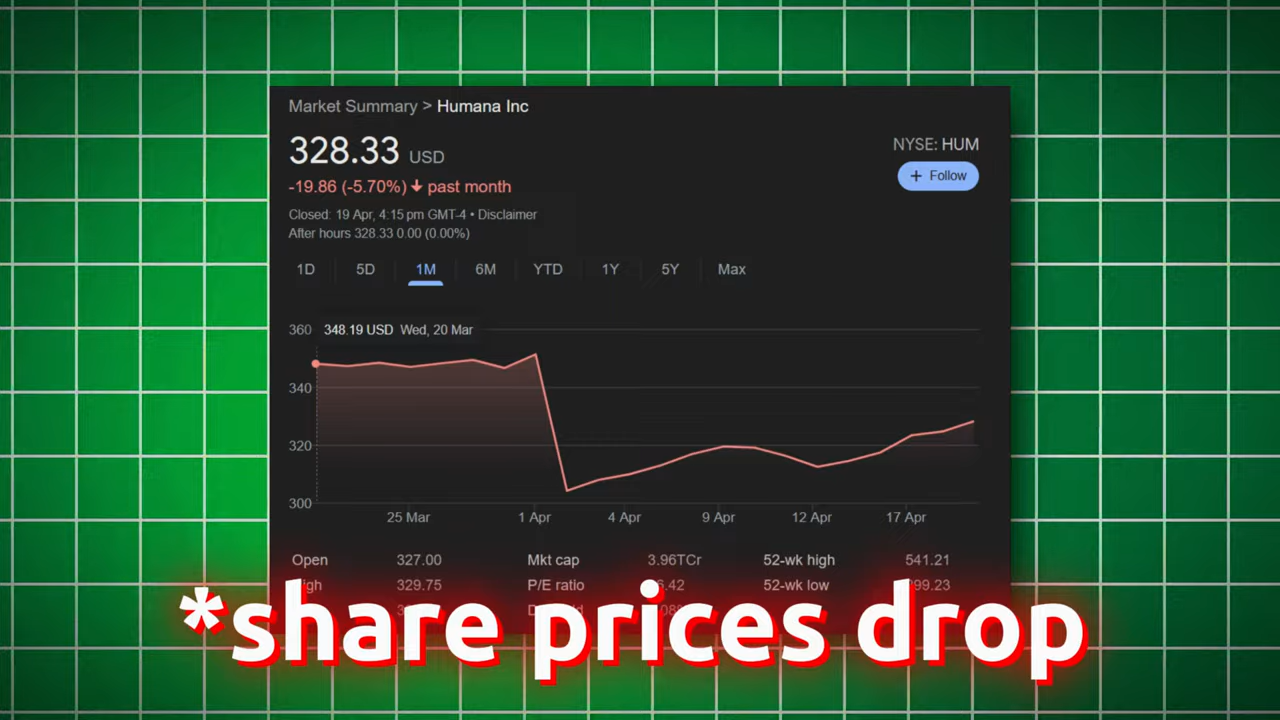 Market Summary > Humana Inc
328.33 USD
NYSE: HUM
+ Follow
-19.86 (-5.70%) ↓ past month
Closed: 19 Apr, 4:15 pm GMT-4 • Disclaimer
After hours 328.33 0.00 (0.00%)
1D 5D 1M 6M YTD 1Y 5Y Max
360 348.19 USD Wed, 20 Mar
340
320
300
25 Mar 1 Apr 4 Apr 9 Apr 12 Apr 17 Apr
Open 327.00 Mkt cap 3.96TCr 52-wk high 541.21
329.75 P/E ratio 52-wk low
*share prices drop